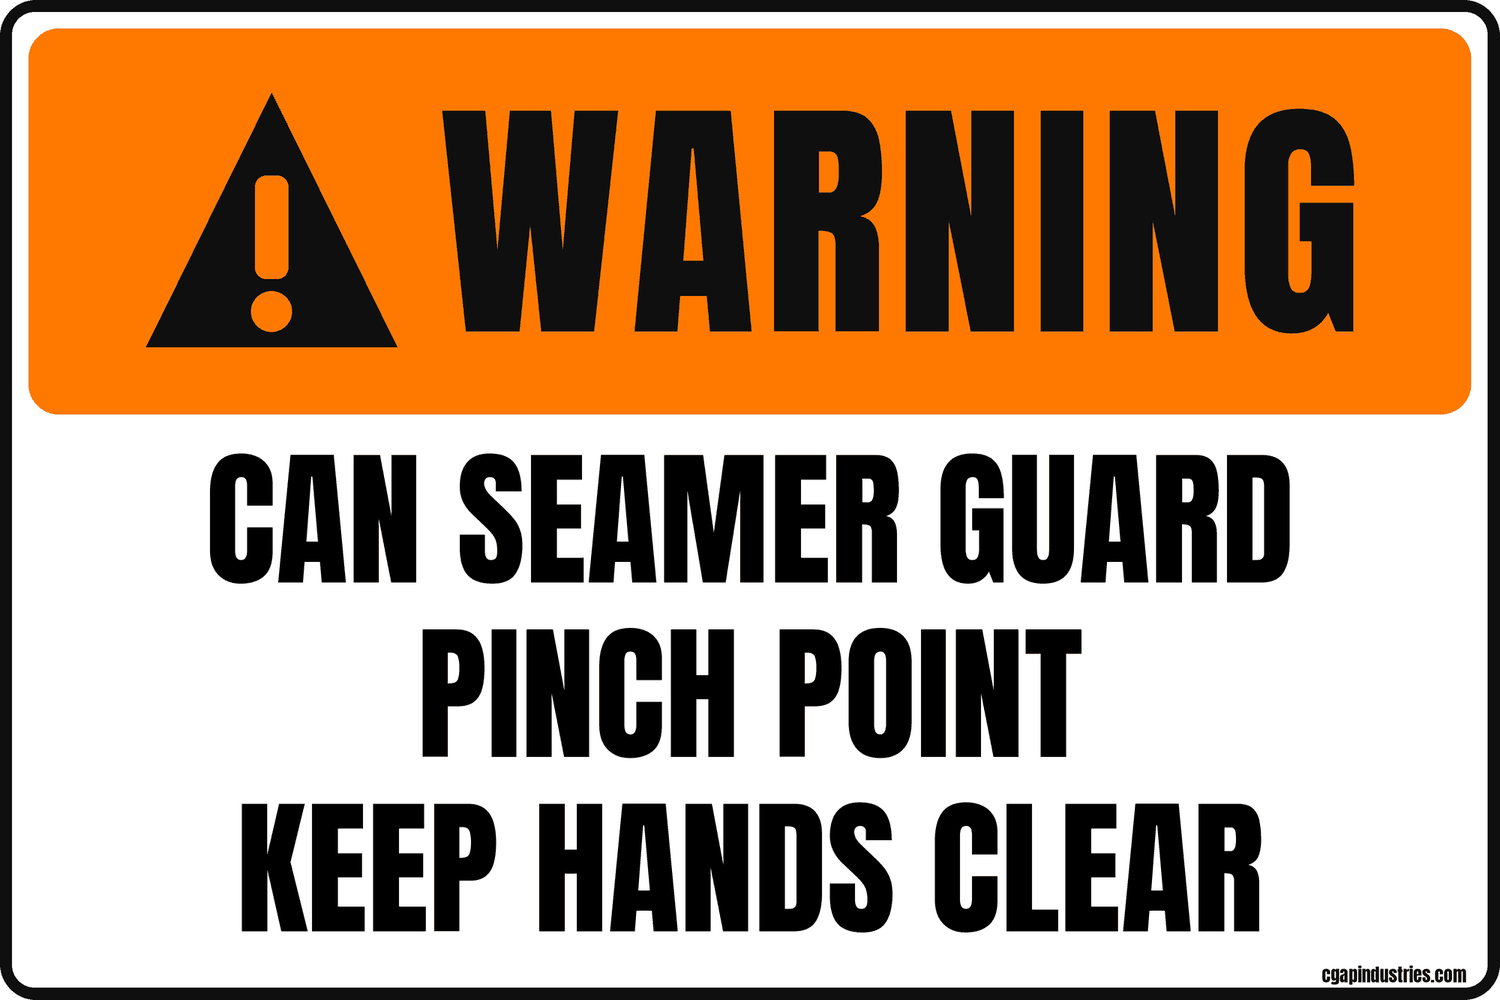 WARNING
CAN SEAMER GUARD
PINCH POINT
KEEP HANDS CLEAR
cgapindustries.com